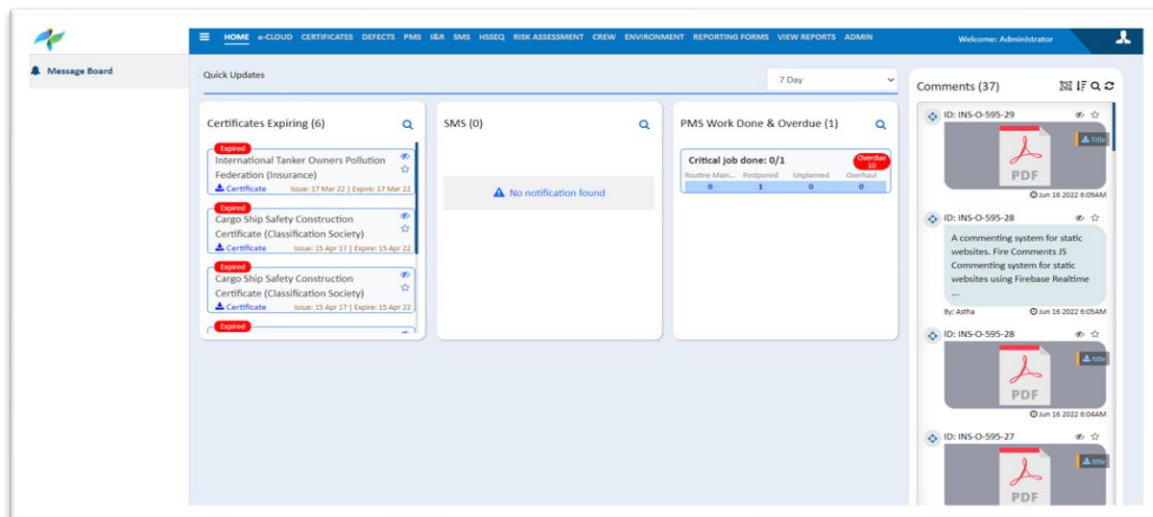 HOME e-CLOUD CERTIFICATES DEFECTS PMS I&R SMS HSSEQ RISK ASSESSMENT CREW ENVIRONMENT REPORTING FORMS VIEW REPORTS ADMIN
Welcome: Administrator
Message Board
Quick Updates
7 Day
Certificates Expiring (6)
Expired
International Tanker Owners Pollution
Federation (Insurance)
Certificate Issue: 17 Mar 22 | Expire: 17 Mar 22
Expired
Cargo Ship Safety Construction
Certificate (Classification Society)
Certificate Issue: 15 Apr 17 | Expire: 15 Apr 22
Expired
Cargo Ship Safety Construction
Certificate (Classification Society)
Certificate Issue: 15 Apr 17 | Expire: 15 Apr 22
Expired
SMS (0)
No notification found
PMS Work Done & Overdue (1)
Critical job done: 0/1
Overdue
10
Routine Main... Postponed Unplanned Overhaul
0 1 0 0
Comments (37)
ID: INS-O-595-29
Title
PDF
Jun 16 2022 6:09AM
ID: INS-O-595-28
A commenting system for static
websites. Fire Comments JS
Commenting system for static
websites using Firebase Realtime
...
By: Astha Jun 16 2022 6:05AM
ID: INS-O-595-28
title
PDF
Jun 16 2022 6:04AM
ID: INS-O-595-27
title
PDF